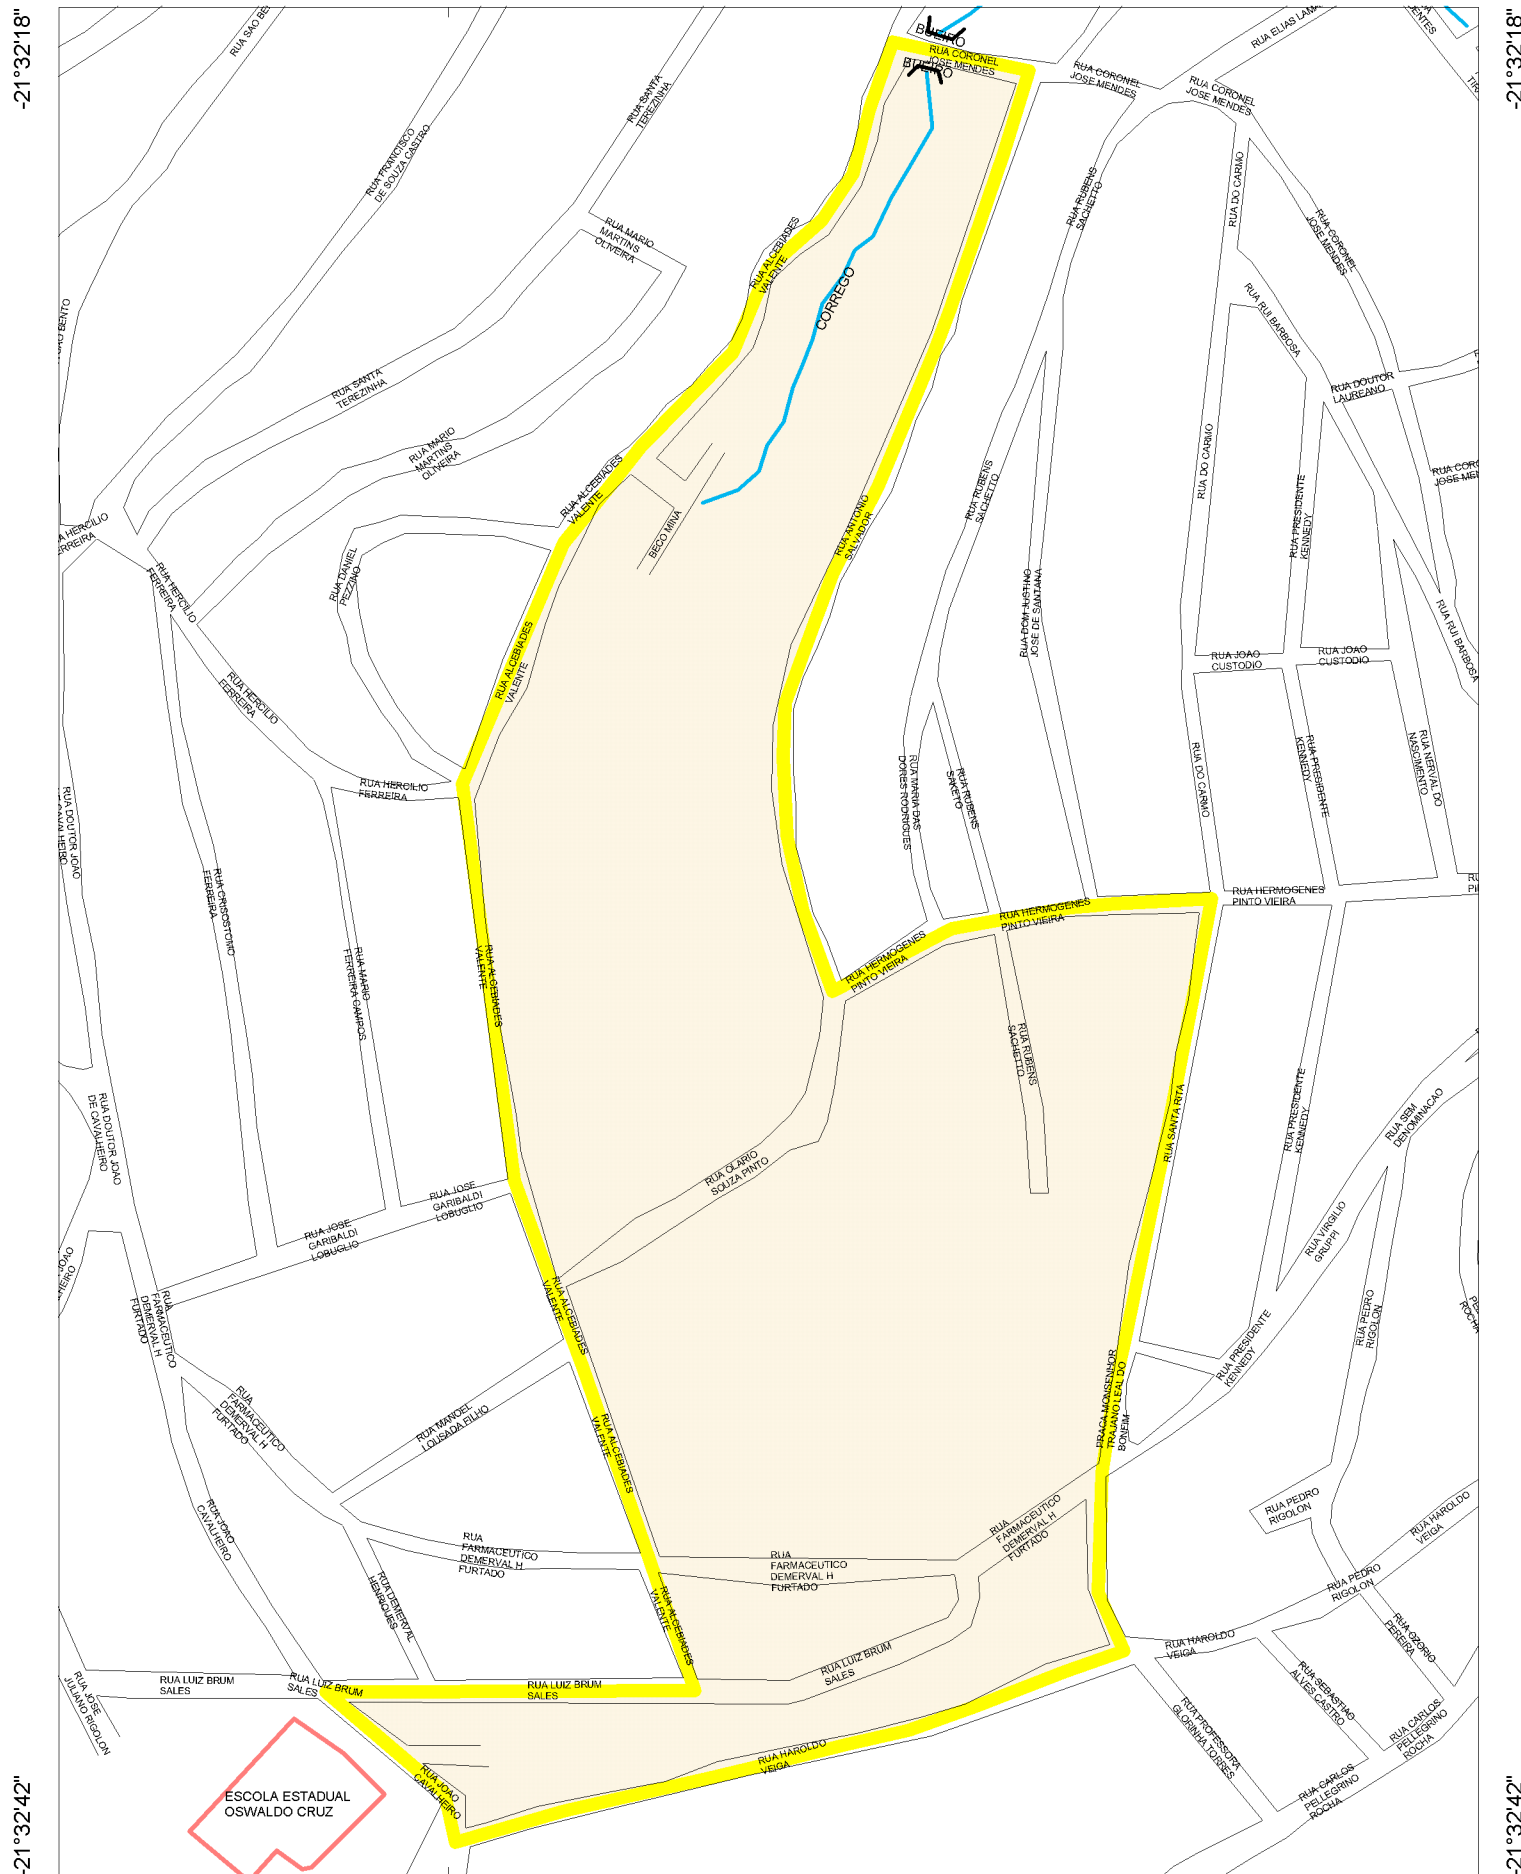 -21°32'18"
-21°32'18"
BUEIRO
RUA CORONEL
JOSE MENDES
BUEIRO
RUA ELIAS
RUA CORONEL
JOSE MENDES
RUA CORONEL
JOSE MENDES
RUA SANTA
TEREZINHA
RUA FRANCISCO
DE SOUZA CASTRO
RUA DO CARMO
RUA RUBENS
SACHETTO
RUA CORONEL
JOSE MENDES
RUA MARIO
MARTINS
OLIVEIRA
RUA ALCEBIADES
VALENTE
CORREGO
RUA RUI BARBOSA
RUA SANTA
TEREZINHA
RUA DOUTOR
LAUREANO
RUA MARIO
MARTINS
OLIVEIRA
RUA ALCEBIADES
VALENTE
RUA RUBENS
SACHETTO
RUA DO CARMO
BECO MINA
RUA ANTONIO
SALVADOR
RUA PRESIDENTE
KENNEDY
RUA HERCILIO
FERREIRA
RUA DANIEL
PEZZINO
RUA DOM JUSTINO
JOSE DE SANTANA
RUA RUI BARBOSA
RUA ALCEBIADES
VALENTE
RUA JOAO
CUSTODIO
RUA JOAO
CUSTODIO
RUA HERCILIO
FERREIRA
RUA HERCILIO
FERREIRA
RUA MARIA DAS
DORES RODRIGUES
RUA RUBENS
SAKETO
RUA DO CARMO
RUA PRESIDENTE
KENNEDY
RUA NERVAL DO
NASCIMENTO
RUA DOUTOR JOAO
RUA CRISOSTOMO
FERREIRA
RUA HERMOGENES
PINTO VIEIRA
RUA HERMOGENES
PINTO VIEIRA
RUA HERMOGENES
PINTO VIEIRA
RUA MARIO
FERREIRA CAMPOS
RUA ALCEBIADES
VALENTE
RUA RUBENS
SACHETTO
RUA DOUTOR JOAO
DE CAVALHEIRO
RUA SANTA RITA
RUA PRESIDENTE
KENNEDY
RUA SEM
DENOMINACAO
RUA OLARIO
SOUZA PINTO
RUA JOSE
GARIBALDI
LOBUGLIO
RUA JOSE
GARIBALDI
LOBUGLIO
RUA VIRGILIO
GRUPPI
RUA
FARMACEUTICO
DEMERVAL H
FURTADO
RUA ALCEBIADES
VALENTE
RUA PEDRO
RIGOLON
RUA PRESIDENTE
KENNEDY
PRACA MONSENHOR
TRAJANO LEAL DO
BONFIM
RUA
FARMACEUTICO
DEMERVAL H
FURTADO
RUA MANOEL
LOUSADA FILHO
RUA ALCEBIADES
VALENTE
RUA JOAO
CAVALHEIRO
RUA
FARMACEUTICO
DEMERVAL H
FURTADO
RUA PEDRO
RIGOLON
RUA HAROLDO
VEIGA
RUA
FARMACEUTICO
DEMERVAL H
FURTADO
RUA
FARMACEUTICO
DEMERVAL H
FURTADO
RUA DEMERVAL
HENRIQUES
RUA ALCEBIADES
VALENTE
RUA PEDRO
RIGOLON
RUA OZORIO
PEREIRA
RUA HAROLDO
VEIGA
RUA LUIZ BRUM
SALES
RUA LUIZ BRUM
SALES
RUA LUIZ BRUM
SALES
RUA LUIZ BRUM
SALES
RUA JOSE
JULIANO RIGOLON
RUA SEBASTIAO
ALVES CASTRO
RUA PROFESSORA
GLORINHA TORRES
RUA CARLOS
PELLEGRINO
ROCHA
RUA HAROLDO
VEIGA
RUA JOAO
CAVALHEIRO
RUA CARLOS
PELLEGRINO
ROCHA
ESCOLA ESTADUAL
OSWALDO CRUZ
-21°32'42"
-21°32'42"